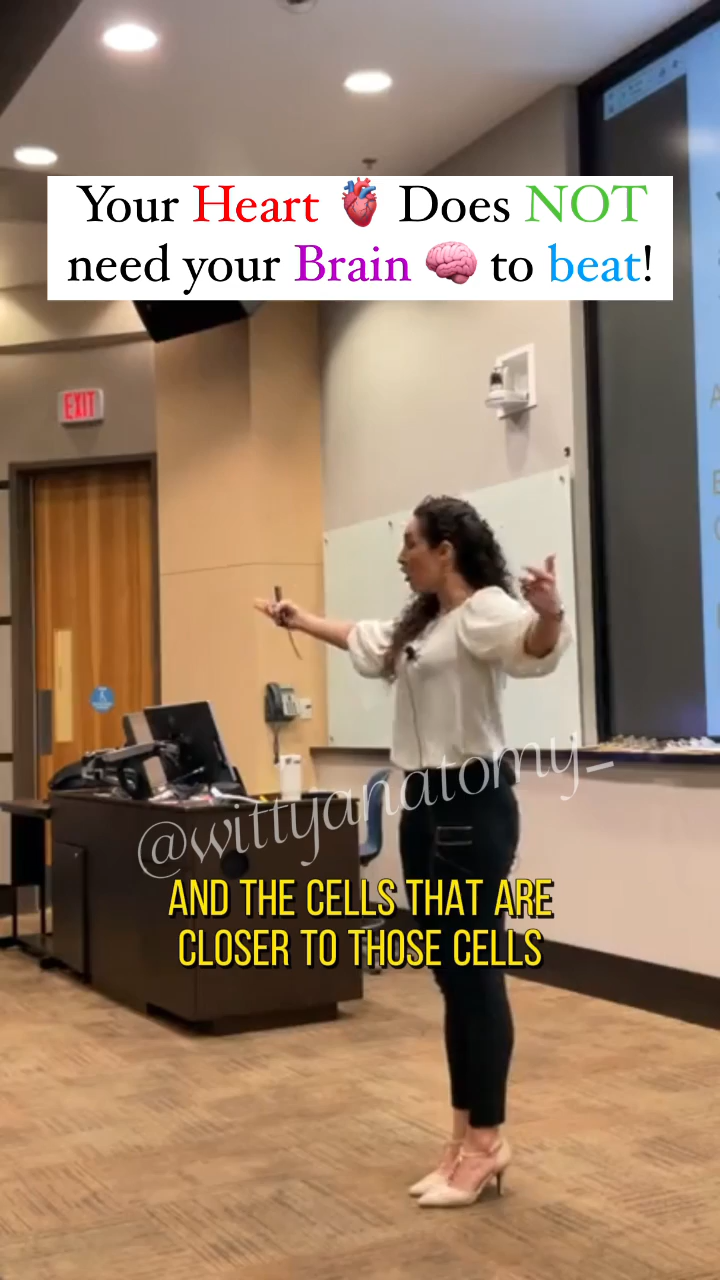 Your Heart 🫀 Does NOT
need your Brain 🧠 to beat!
EXIT
@wittyanatomy_
AND THE CELLS THAT ARE
CLOSER TO THOSE CELLS